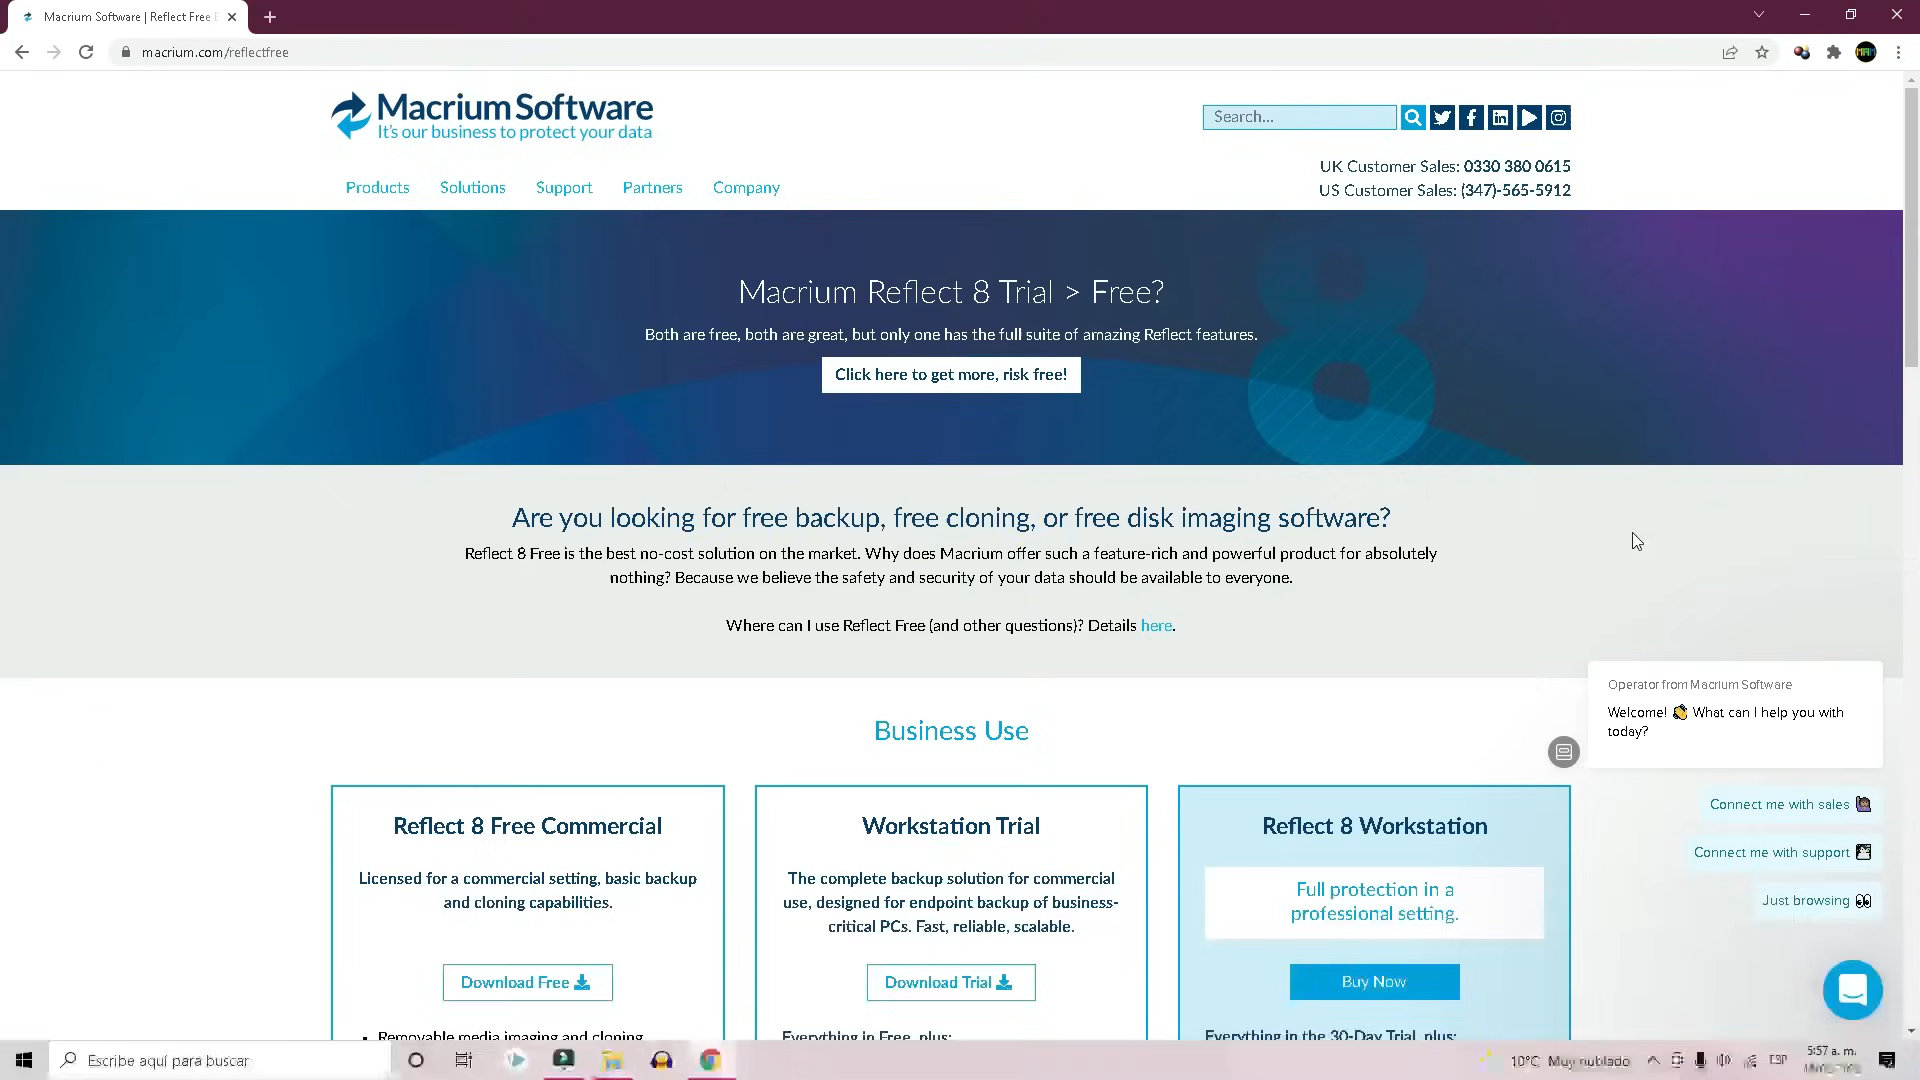 Macrium Software | Reflect Free
macrium.com/reflectfree
Macrium Software
It's our business to protect your data
Search...
UK Customer Sales: 0330 380 0615
US Customer Sales: (347)-565-5912
Products Solutions Support Partners Company
Macrium Reflect 8 Trial > Free?
Both are free, both are great, but only one has the full suite of amazing Reflect features.
Click here to get more, risk free!
8
Are you looking for free backup, free cloning, or free disk imaging software?
Reflect 8 Free is the best no-cost solution on the market. Why does Macrium offer such a feature-rich and powerful product for absolutely
nothing? Because we believe the safety and security of your data should be available to everyone.
Where can I use Reflect Free (and other questions)? Details here.
Operator from Macrium Software
Welcome! 👋 What can I help you with
today?
Connect me with sales
Connect me with support
Just browsing 👀
Business Use
Reflect 8 Free Commercial
Licensed for a commercial setting, basic backup
and cloning capabilities.
Download Free
• Removable media imaging and cloning
Workstation Trial
The complete backup solution for commercial
use, designed for endpoint backup of business-
critical PCs. Fast, reliable, scalable.
Download Trial
Everything in Free, plus:
Reflect 8 Workstation
Full protection in a
professional setting.
Buy Now
Everything in the 30-Day Trial, plus:
Escribe aquí para buscar
10°C Muy nublado
ESP
5:57 a. m.